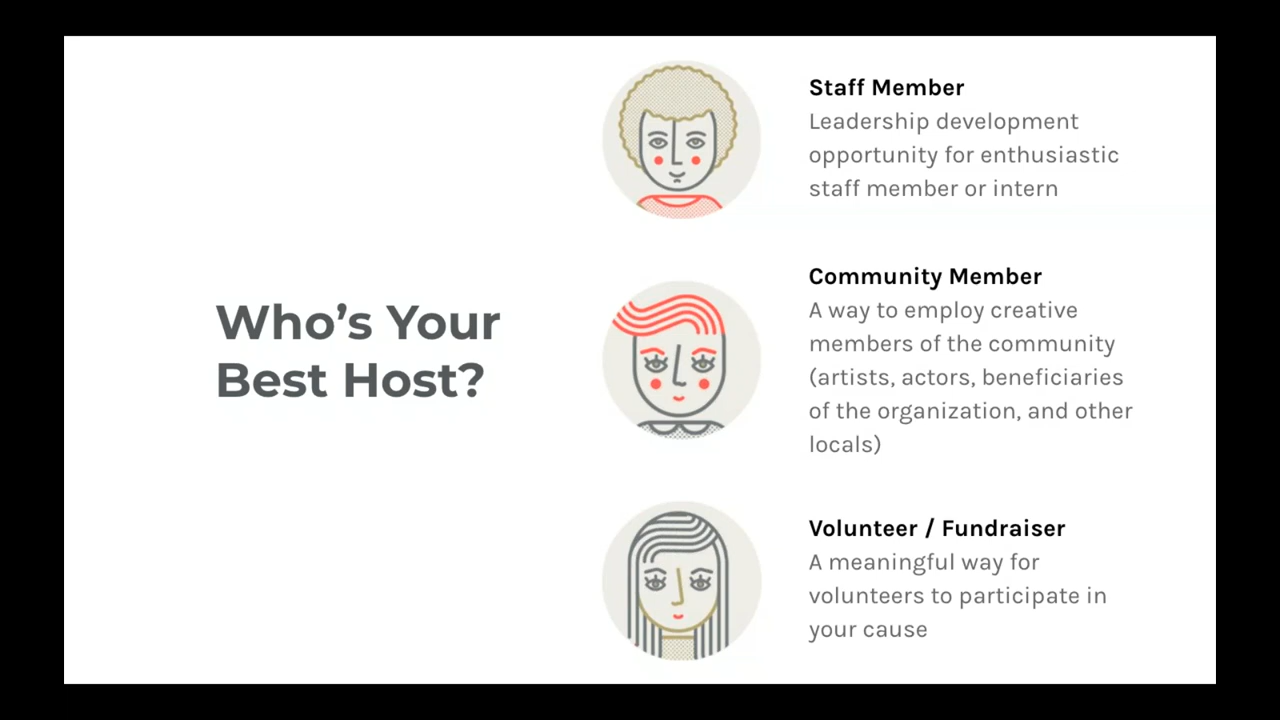 Who’s Your
Best Host?
Staff Member
Leadership development
opportunity for enthusiastic
staff member or intern
Community Member
A way to employ creative
members of the community
(artists, actors, beneficiaries
of the organization, and other
locals)
Volunteer / Fundraiser
A meaningful way for
volunteers to participate in
your cause